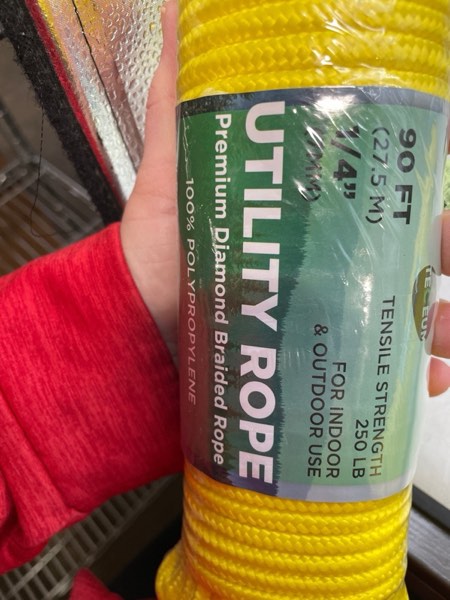 UTILITY ROPE
Premium Diamond Braided Rope
100% POLYPROPYLENE
90 FT
(27.5 M)
1/4"
TENSILE STRENGTH
250 LB
FOR INDOOR
& OUTDOOR USE